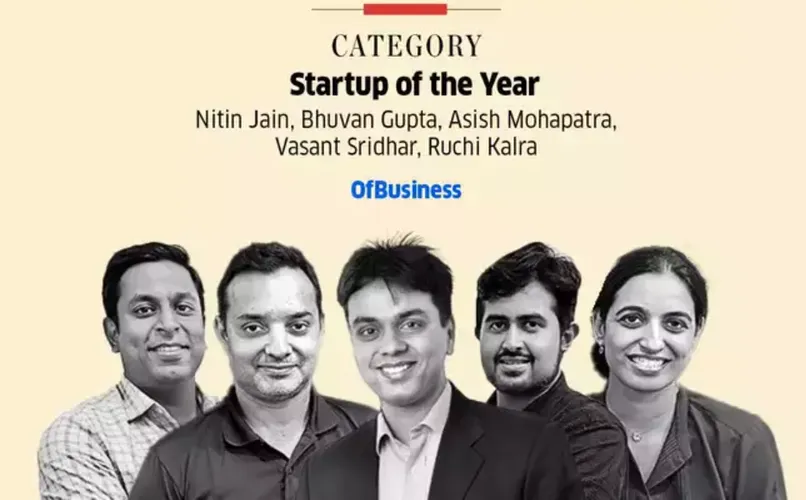 CATEGORY
Startup of the Year
Nitin Jain, Bhuvan Gupta, Asish Mohapatra,
Vasant Sridhar, Ruchi Kalra
OfBusiness